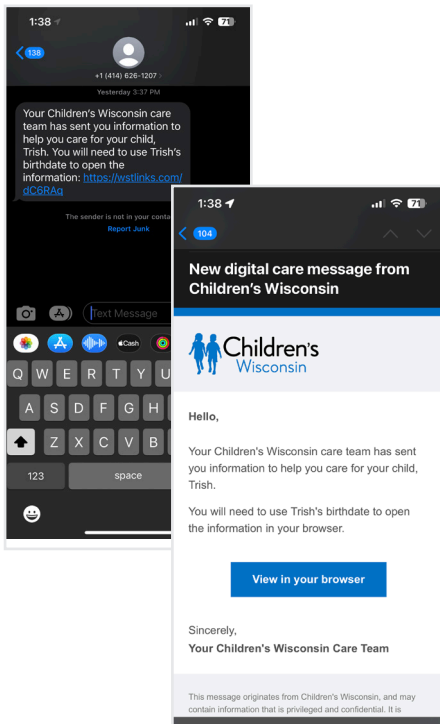 1:38
71
138
+1 (414) 626-1207
Yesterday 3:37 PM
Your Children's Wisconsin care
team has sent you information to
help you care for your child,
Trish. You will need to use Trish's
birthdate to open the
information: https://wstlinks.com/
dC6RAq
The sender is not in your conta
Report Junk
Text Message
Cash
Q W E R T Y U
A S D F G H
Z X C V B
123
space
1:38
71
104
New digital care message from
Children's Wisconsin
Children's
Wisconsin
Hello,
Your Children's Wisconsin care team has sent
you information to help you care for your child,
Trish.
You will need to use Trish's birthdate to open
the information in your browser.
View in your browser
Sincerely,
Your Children's Wisconsin Care Team
This message originates from Children's Wisconsin, and may
contain information that is privileged and confidential. It is